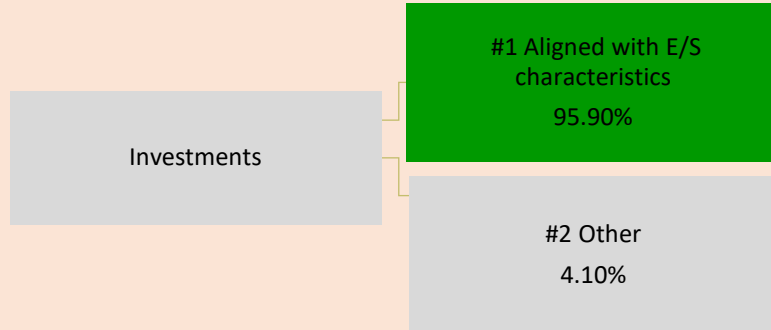 #1 Aligned with E/S
characteristics
95.90%
Investments
#2 Other
4.10%